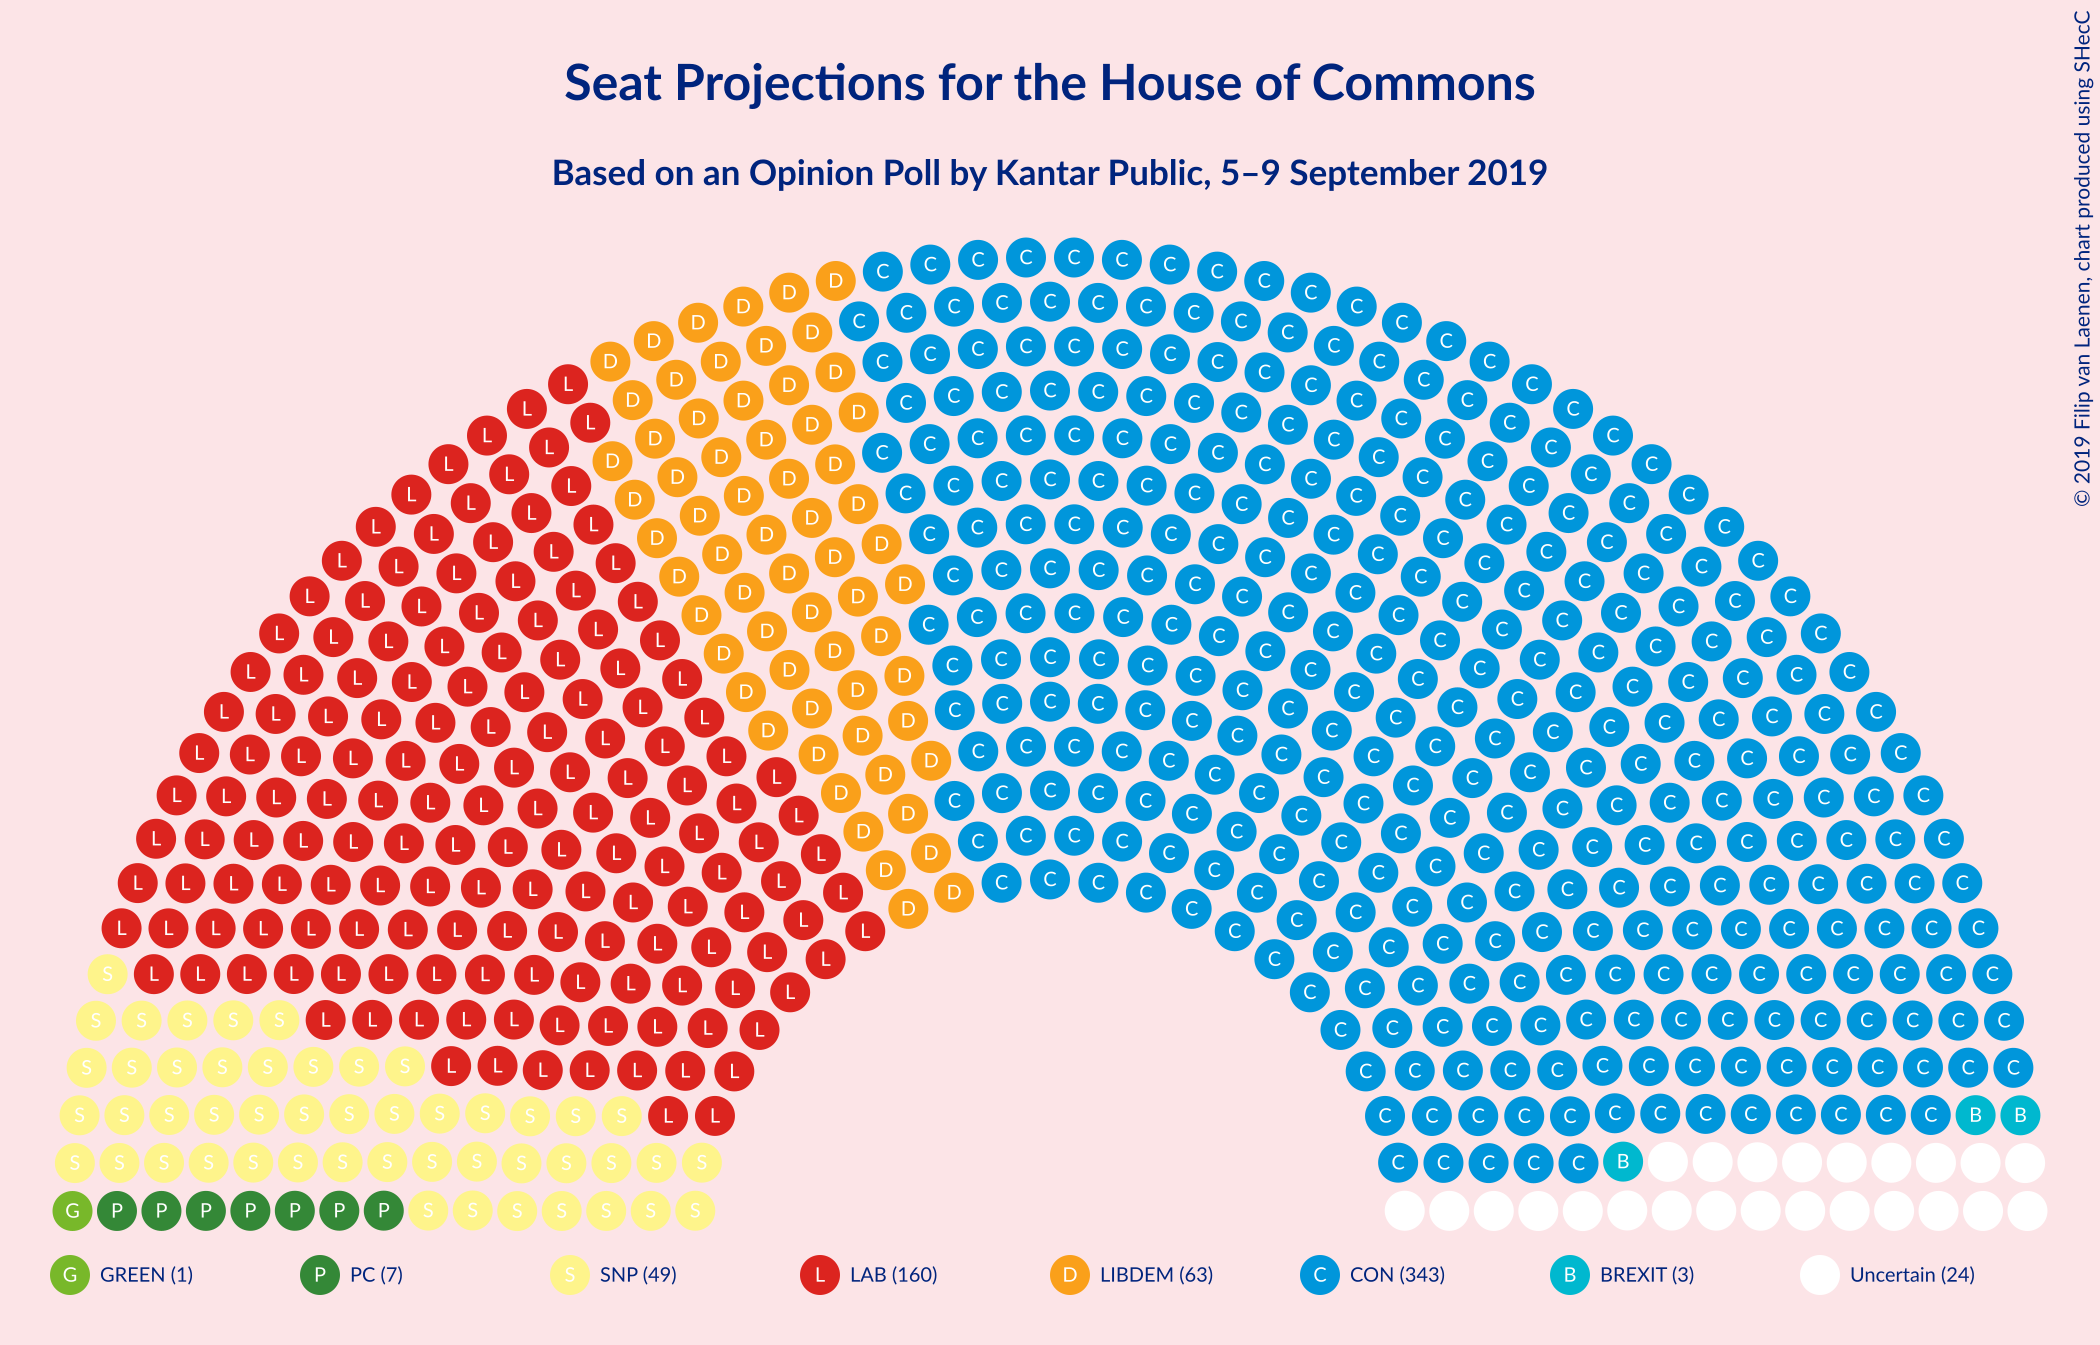 Seat Projections for the House of Commons
Based on an Opinion Poll by Kantar Public, 5–9 September 2019
© 2019 Filip van Laenen, chart produced using SHecC
G GREEN (1)
P PC (7)
S SNP (49)
L LAB (160)
D LIBDEM (63)
C CON (343)
B BREXIT (3)
Uncertain (24)